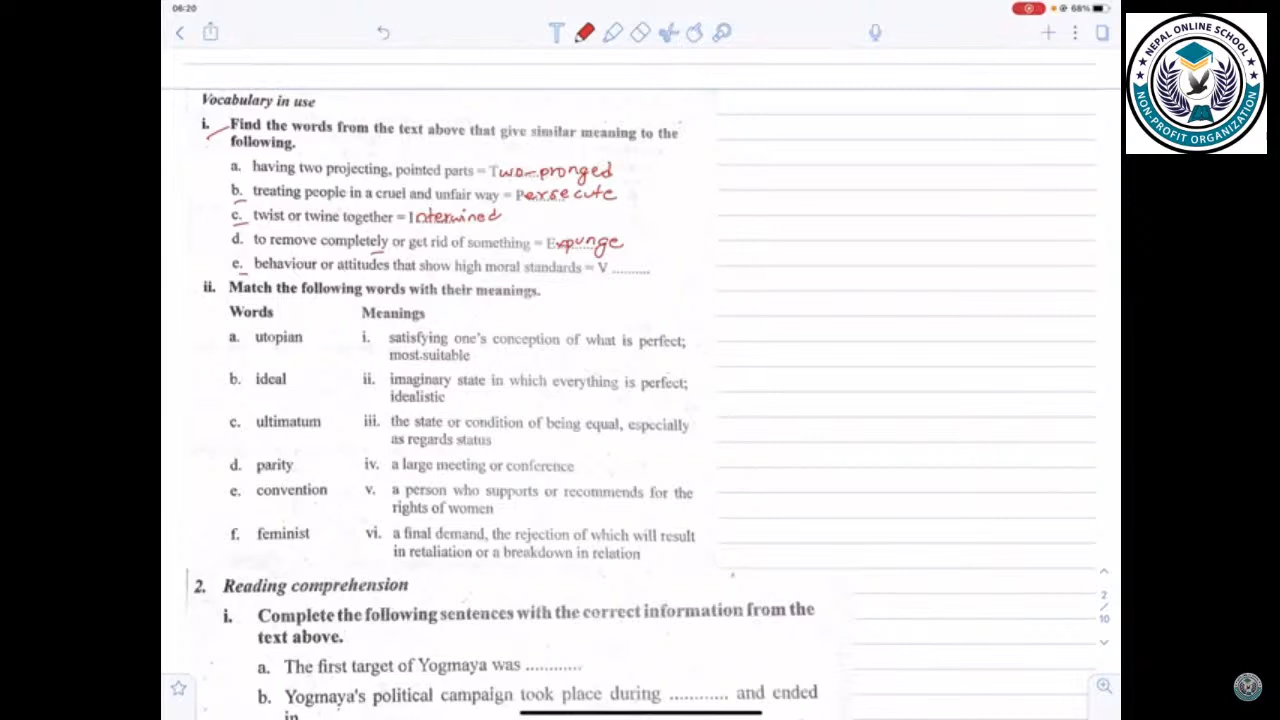 06:20
68%
NEPAL ONLINE SCHOOL
NON-PROFIT ORGANIZATION
Vocabulary in use
i. Find the words from the text above that give similar meaning to the
following.
a. having two projecting, pointed parts = Two-pronged
b. treating people in a cruel and unfair way = Persecute
c. twist or twine together = Interwined
d. to remove completely or get rid of something = Expunge
e. behaviour or attitudes that show high moral standards = V ..........
ii. Match the following words with their meanings.
Words Meanings
a. utopian i. satisfying one's conception of what is perfect;
most suitable
b. ideal ii. imaginary state in which everything is perfect;
idealistic
c. ultimatum iii. the state or condition of being equal, especially
as regards status
d. parity iv. a large meeting or conference
e. convention v. a person who supports or recommends for the
rights of women
f. feminist vi. a final demand, the rejection of which will result
in retaliation or a breakdown in relation
2. Reading comprehension
i. Complete the following sentences with the correct information from the
text above.
a. The first target of Yogmaya was ............
b. Yogmaya's political campaign took place during ............ and ended
in
2
/
10